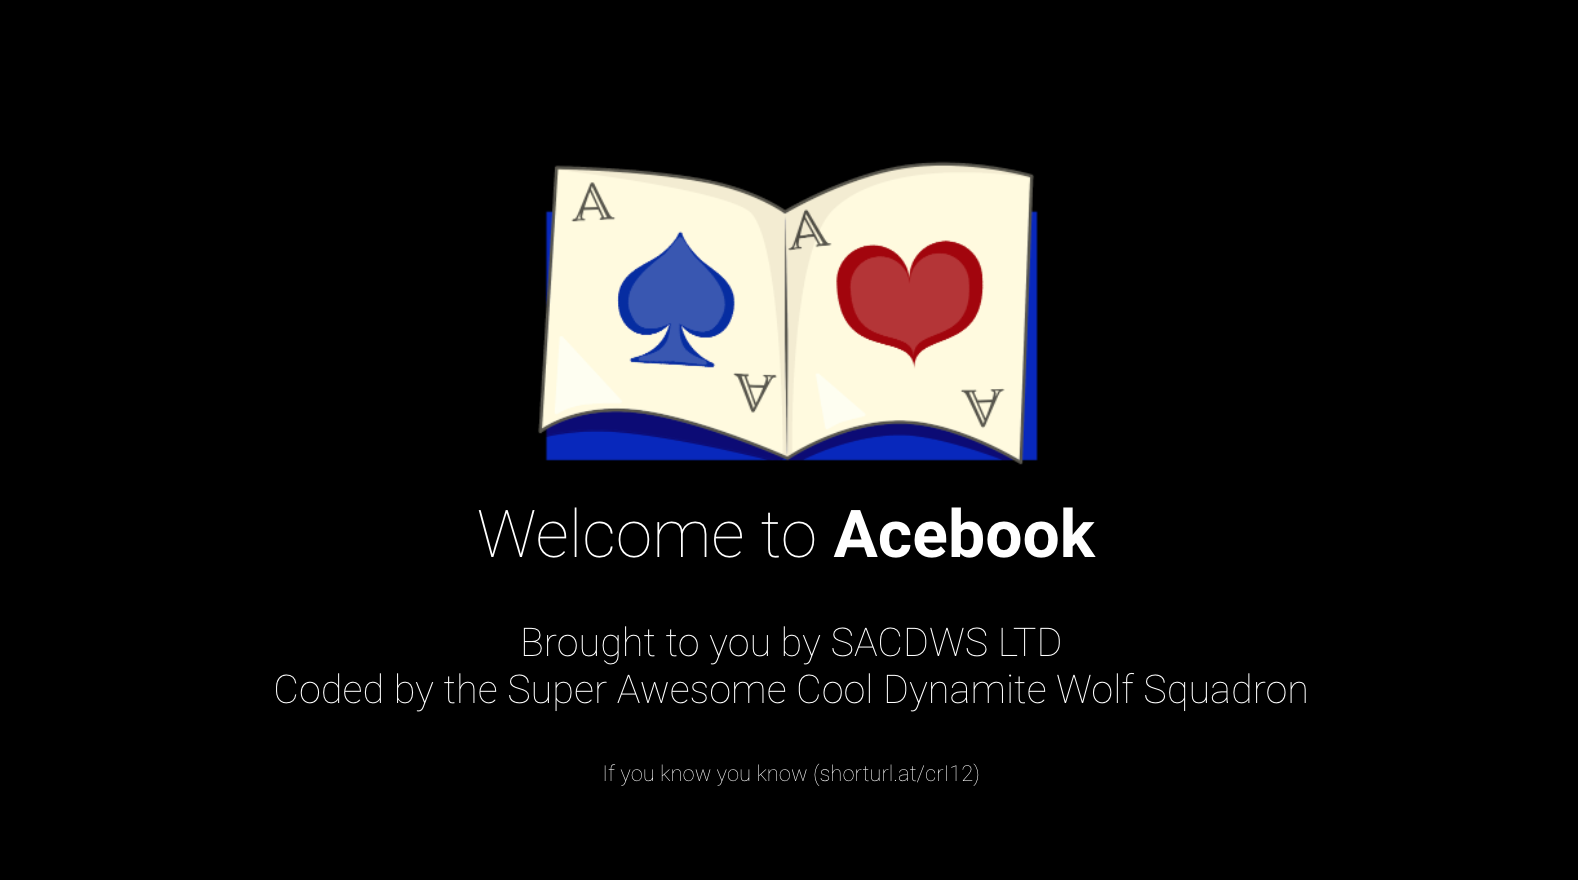 A
A
A
A
Welcome to Acebook
Brought to you by SACDWS LTD
Coded by the Super Awesome Cool Dynamite Wolf Squadron
If you know you know (shorturl.at/crI12)